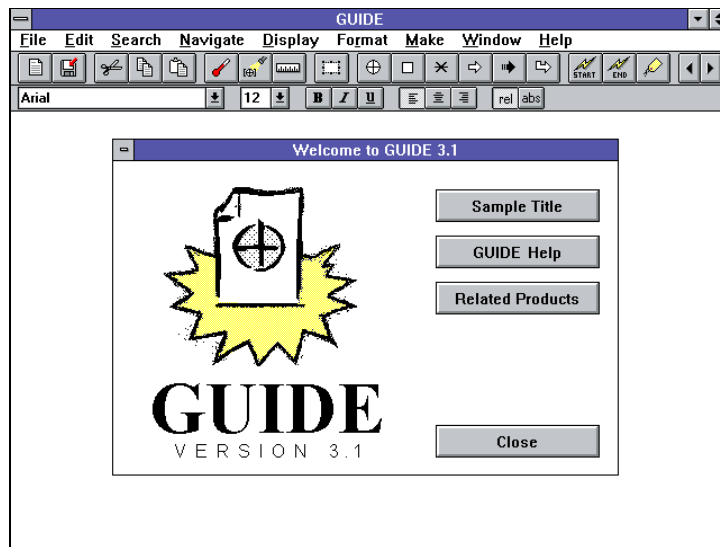 GUIDE
File Edit Search Navigate Display Format Make Window Help
START END
Arial 12 B I U rel abs
Welcome to GUIDE 3.1
Sample Title
GUIDE Help
Related Products
GUIDE
VERSION 3.1
Close